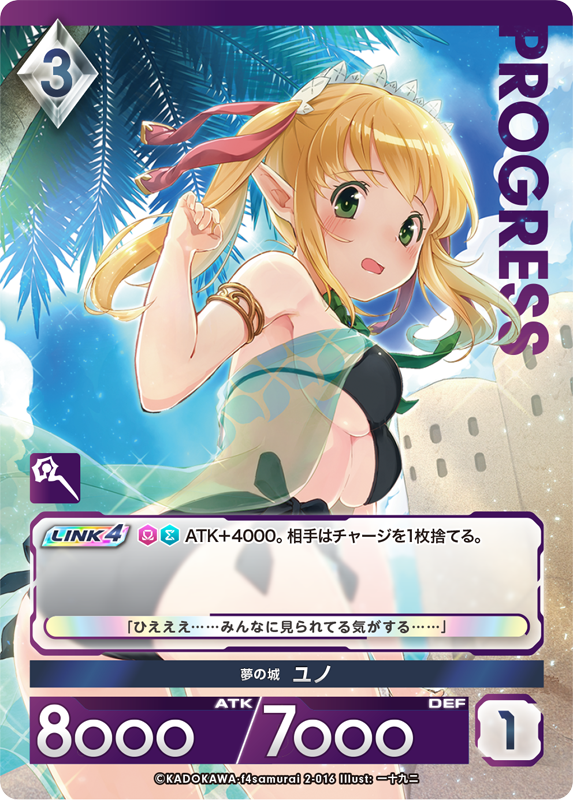 3
PROGRESS
LINK4 Ω Σ ATK+4000。相手はチャージを1枚捨てる。
「ひえええ……みんなに見られてる気がする……」
夢の城 ユノ
ATK DEF
8000 7000 1
©KADOKAWA・f4samurai 2-016 Illust: 一十九二